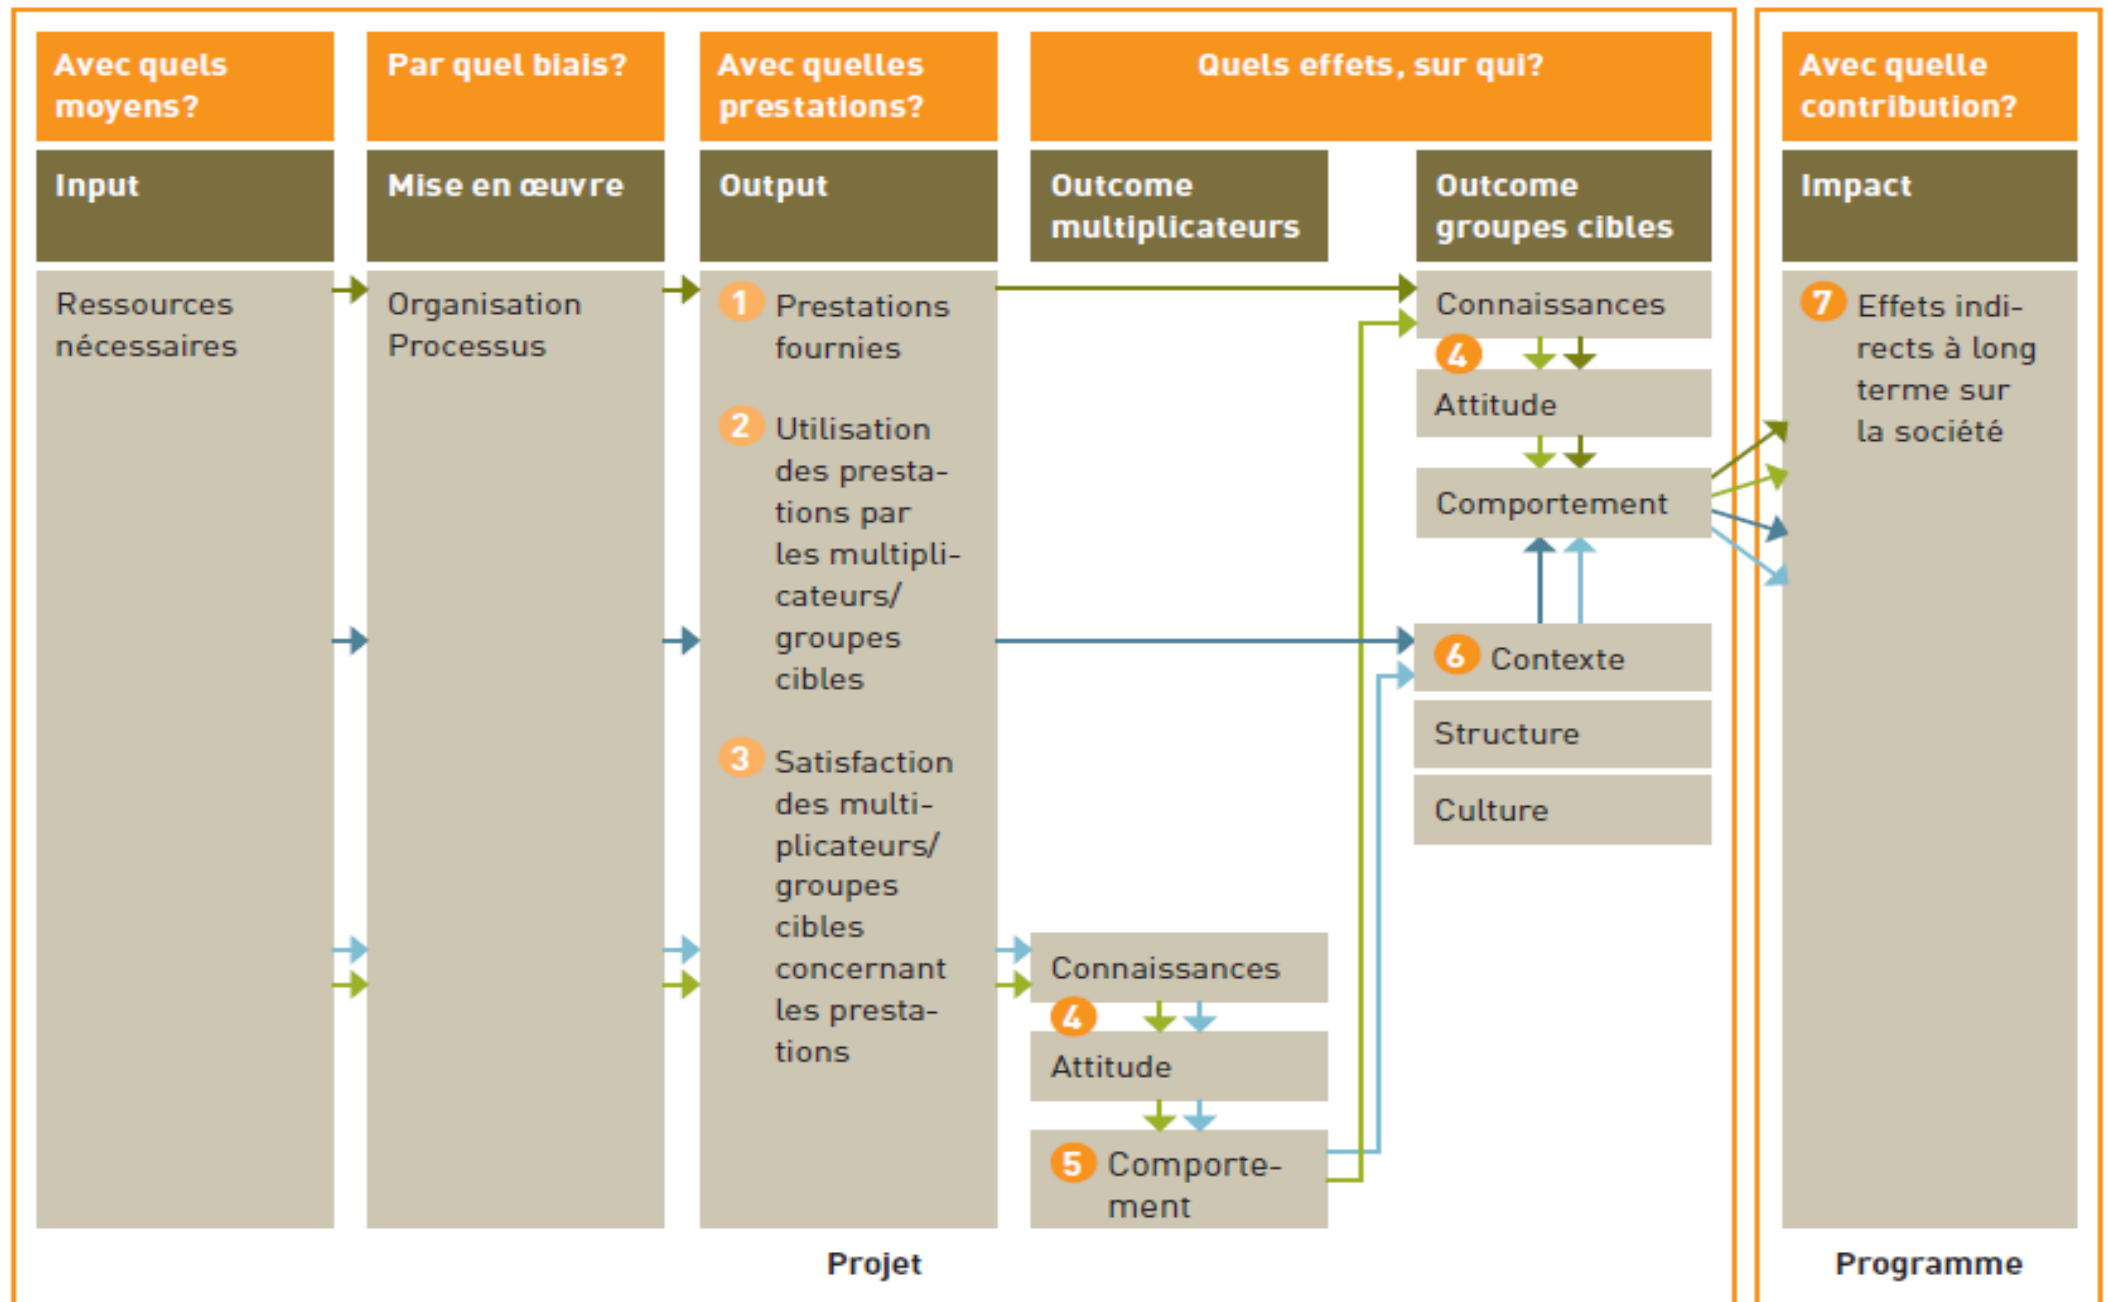 Avec quels
moyens?
Par quel biais?
Avec quelles
prestations?
Quels effets, sur qui?
Avec quelle
contribution?
Input
Mise en œuvre
Output
Outcome
multiplicateurs
Outcome
groupes cibles
Impact
Ressources
nécessaires
Organisation
Processus
1 Prestations
fournies
2 Utilisation
des presta-
tions par
les multipli-
cateurs/
groupes
cibles
3 Satisfaction
des multi-
plicateurs/
groupes
cibles
concernant
les presta-
tions
Connaissances
4
Attitude
5 Comporte-
ment
Connaissances
4
Attitude
Comportement
6 Contexte
Structure
Culture
7 Effets indi-
rects à long
terme sur
la société
Projet
Programme